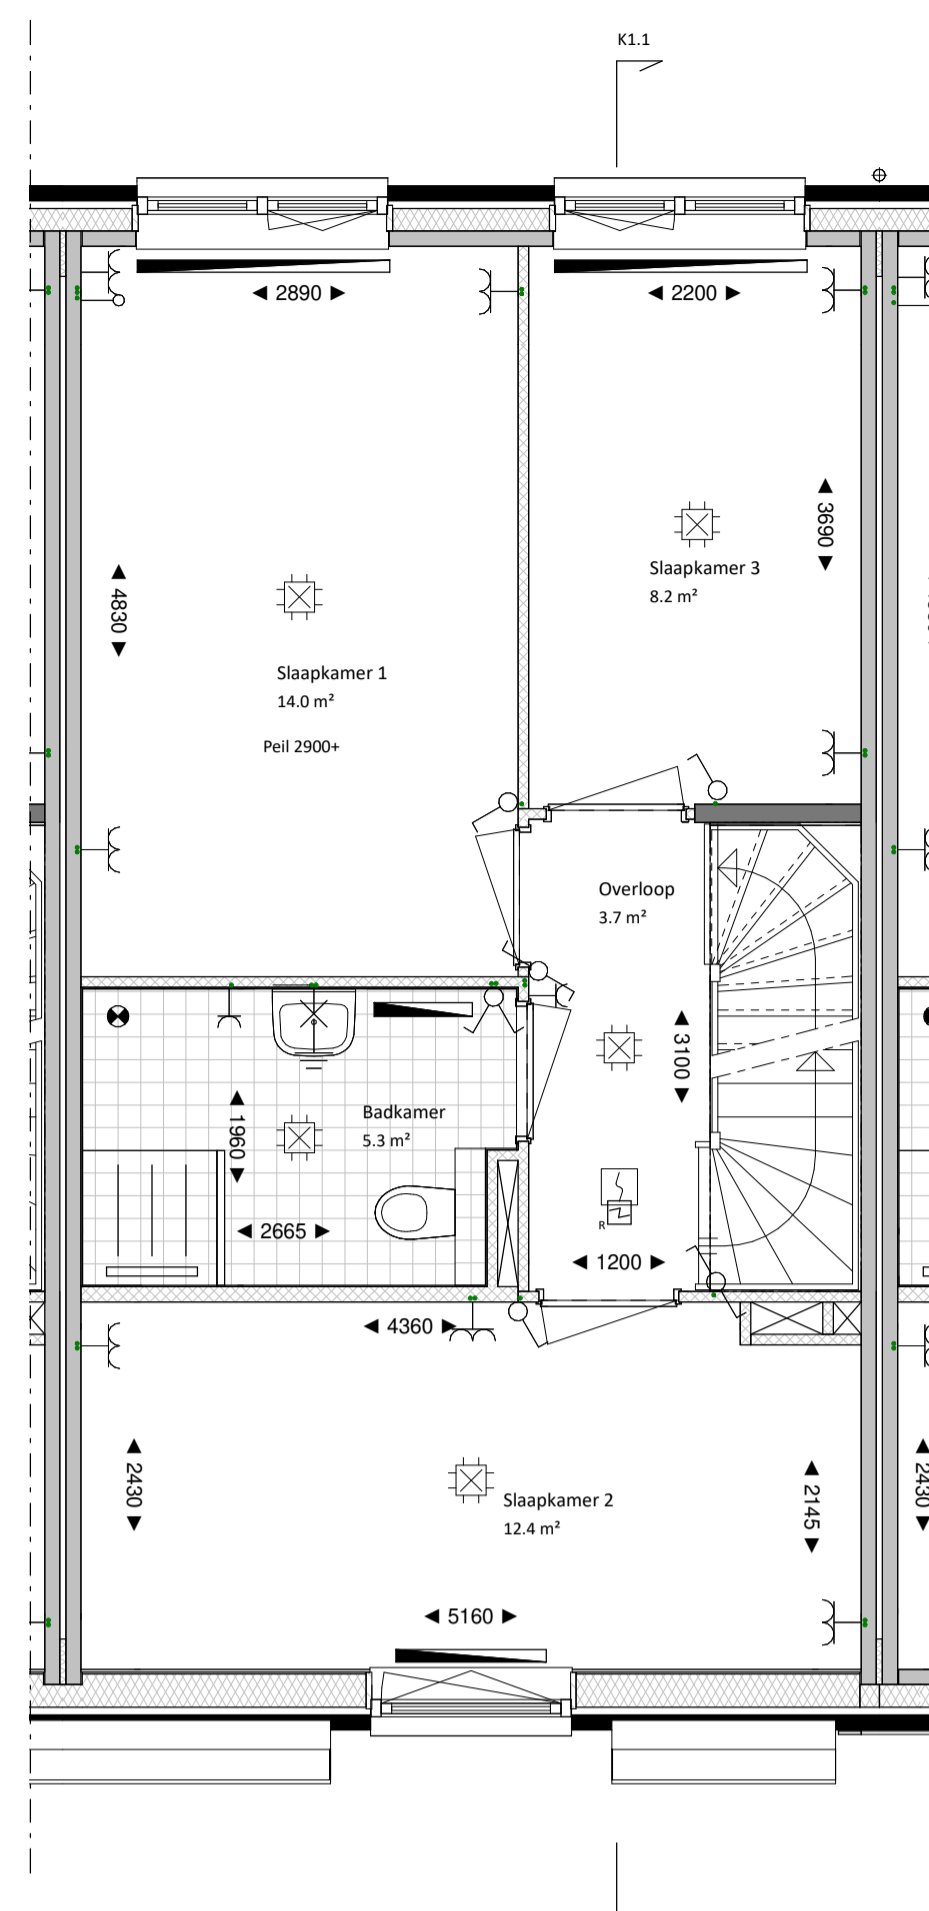 K1.1
◄ 2890 ►
◄ 2200 ►
◄ 3690 ►
Slaapkamer 3
8.2 m²
◄ 4830 ►
Slaapkamer 1
14.0 m²
Peil 2900+
Overloop
3.7 m²
◄ 3100 ►
Badkamer
5.3 m²
◄ 1960 ►
◄ 2665 ►
R
◄ 1200 ►
◄ 4360 ►
◄ 2430 ►
Slaapkamer 2
12.4 m²
◄ 2145 ►
◄ 2430 ►
◄ 5160 ►